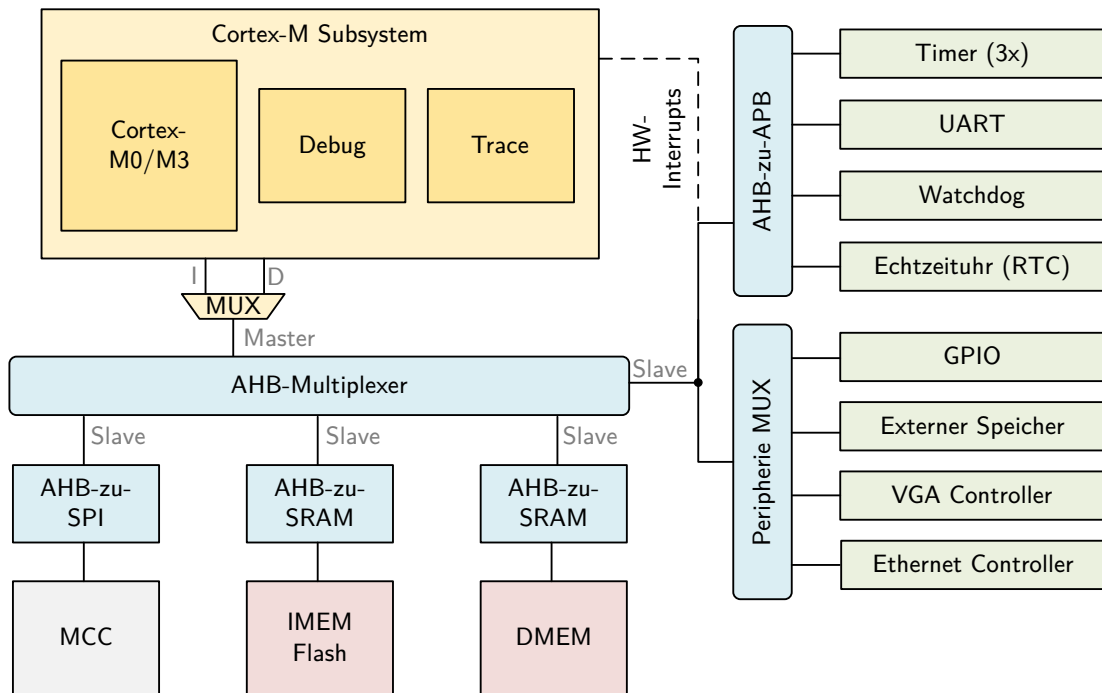 Cortex-M Subsystem
Cortex-
M0/M3
Debug
Trace
I
D
MUX
Master
AHB-Multiplexer
Slave
Slave
Slave
Slave
AHB-zu-
SPI
AHB-zu-
SRAM
AHB-zu-
SRAM
MCC
IMEM
Flash
DMEM
HW-
Interrupts
AHB-zu-APB
Timer (3x)
UART
Watchdog
Echtzeituhr (RTC)
Peripherie MUX
GPIO
Externer Speicher
VGA Controller
Ethernet Controller